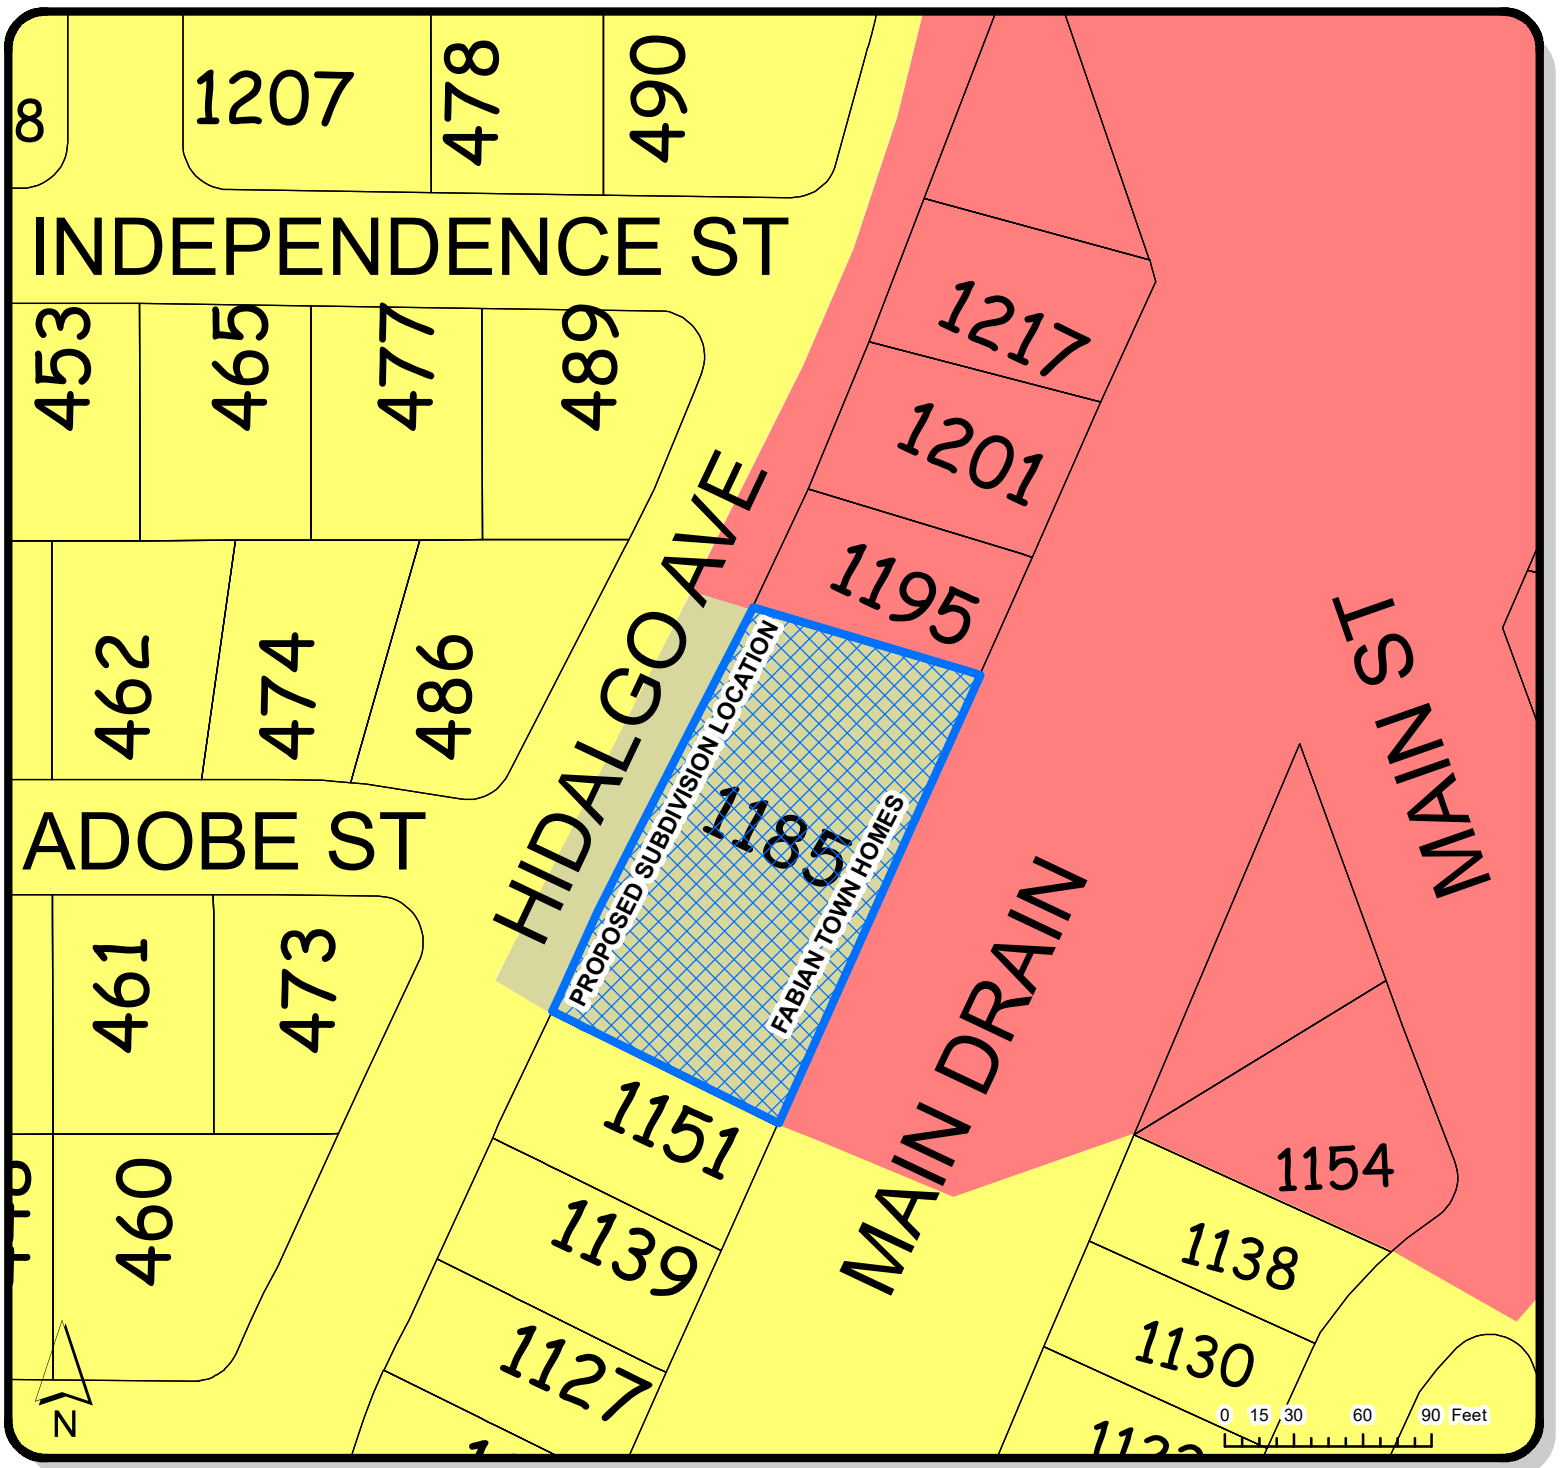 8
1207
478
490
INDEPENDENCE ST
453
465
477
489
1217
1201
1195
HIDALGO AVE
462
474
486
MAIN ST
PROPOSED SUBDIVISION LOCATION
1185
FABIAN TOWN HOMES
ADOBE ST
461
473
MAIN DRAIN
1151
1154
460
1139
1138
1127
1130
N
0 15 30 60 90 Feet